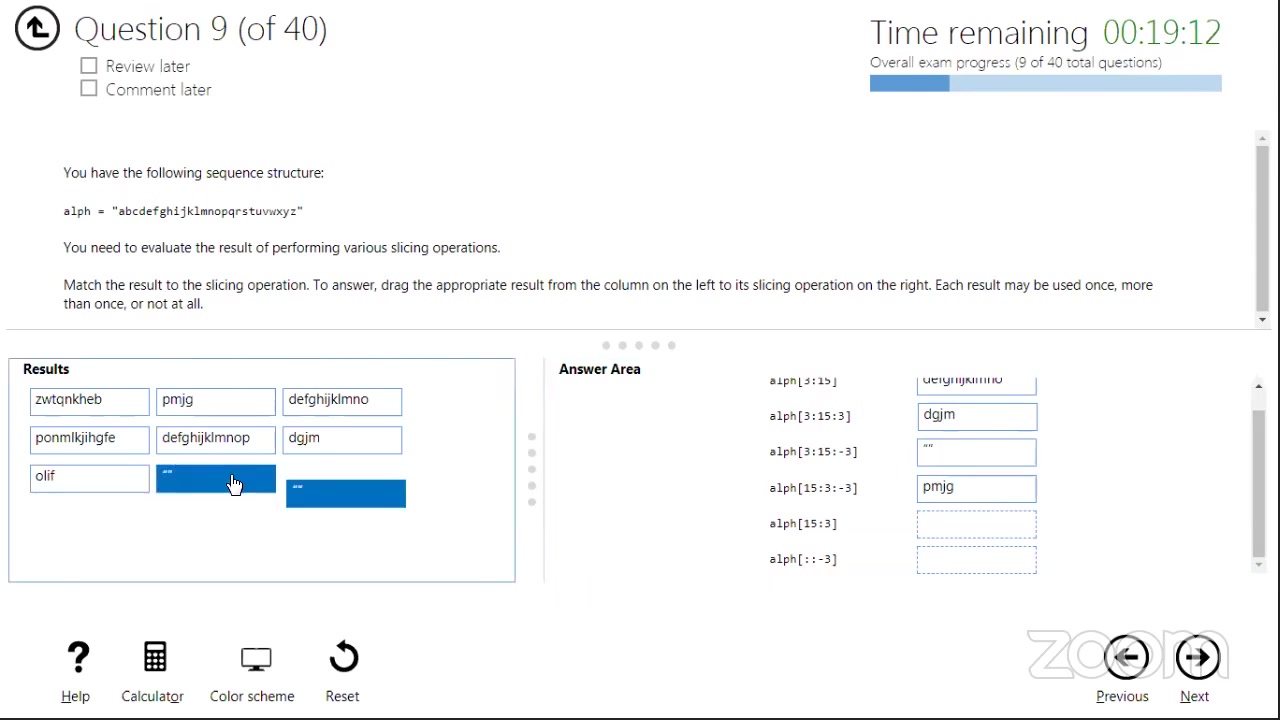 Question 9 (of 40)
Review later
Comment later
Time remaining 00:19:12
Overall exam progress (9 of 40 total questions)
You have the following sequence structure:
alph = "abcdefghijklmnopqrstuvwxyz"
You need to evaluate the result of performing various slicing operations.
Match the result to the slicing operation. To answer, drag the appropriate result from the column on the left to its slicing operation on the right. Each result may be used once, more
than once, or not at all.
Results
zwtqnkheb pmjg defghijklmno
ponmlkjihgfe defghijklmnop dgjm
olif "" ""
Answer Area
alph[3:15] defghijklmno
alph[3:15:3] dgjm
alph[3:15:-3] ""
alph[15:3:-3] pmjg
alph[15:3]
alph[::-3]
? Help
Calculator
Color scheme
Reset
zoom
Previous
Next